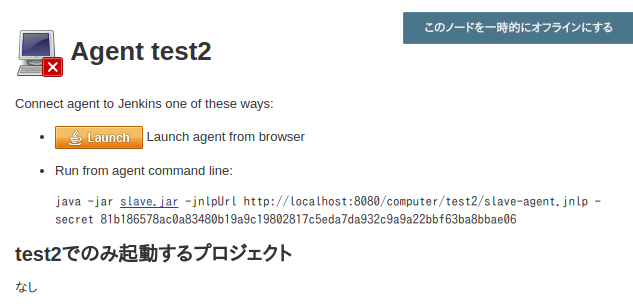 このノードを一時的にオフラインにする
Agent test2
Connect agent to Jenkins one of these ways:
Launch Launch agent from browser
Run from agent command line:
java -jar slave.jar -jnlpUrl http://localhost:8080/computer/test2/slave-agent.jnlp -
secret 81b186578ac0a83480b19a9c19802817c5eda7da932c9a9a22bbf63ba8bbae06
test2でのみ起動するプロジェクト
なし